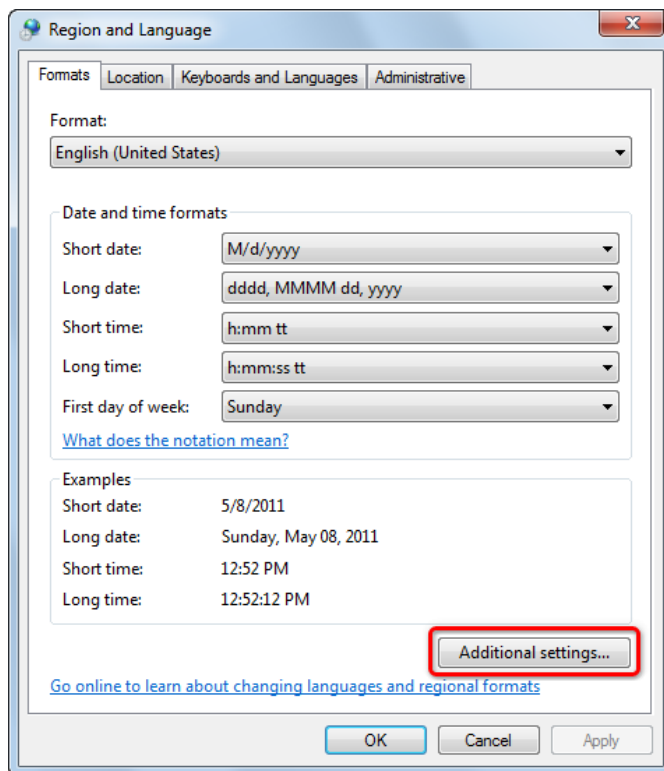 Region and Language
Formats Location Keyboards and Languages Administrative
Format:
English (United States)
Date and time formats
Short date: M/d/yyyy
Long date: dddd, MMMM dd, yyyy
Short time: h:mm tt
Long time: h:mm:ss tt
First day of week: Sunday
What does the notation mean?
Examples
Short date: 5/8/2011
Long date: Sunday, May 08, 2011
Short time: 12:52 PM
Long time: 12:52:12 PM
Additional settings...
Go online to learn about changing languages and regional formats
OK Cancel Apply